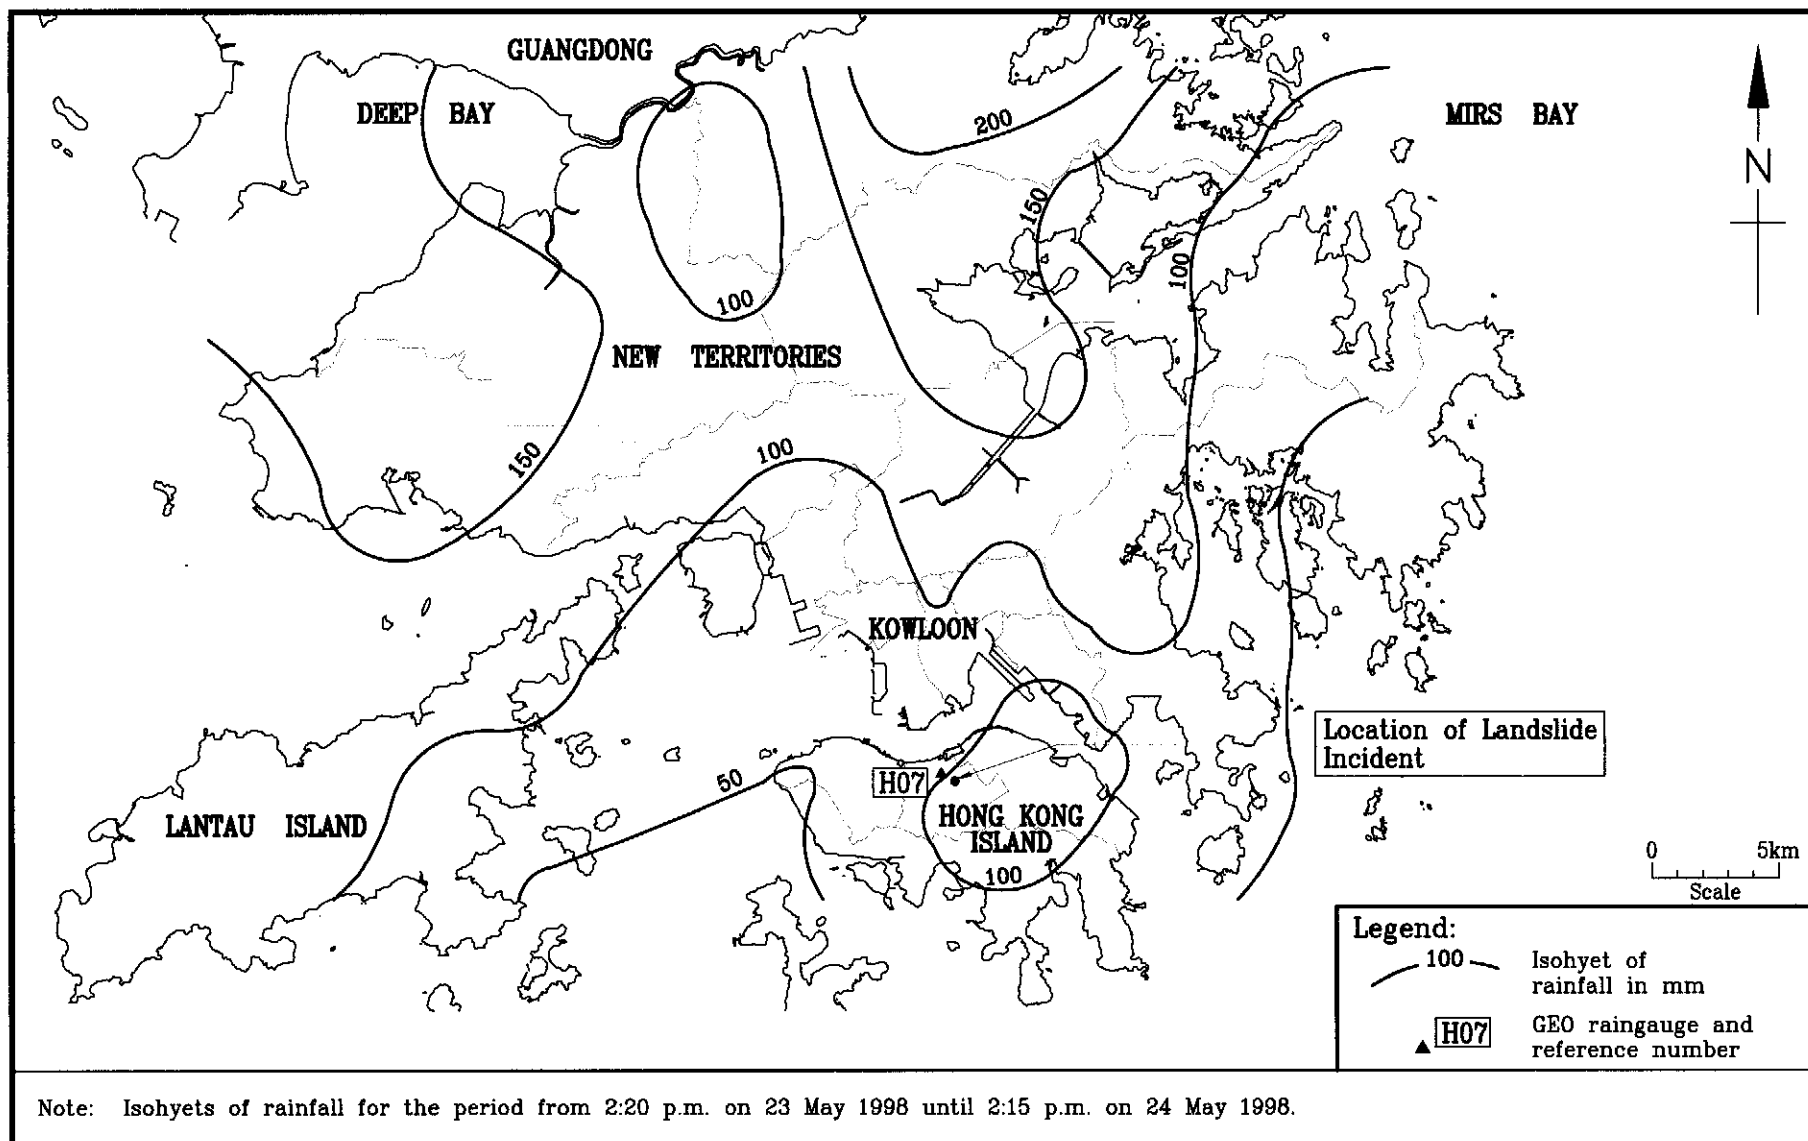 GUANGDONG
DEEP BAY
MIRS BAY
200
N
150
100
100
NEW TERRITORIES
150
100
KOWLOON
Location of Landslide
Incident
50
H07
LANTAU ISLAND
HONG KONG
ISLAND
100
0 5km
Scale
Legend:
100
Isohyet of
rainfall in mm
H07
GEO raingauge and
reference number
Note: Isohyets of rainfall for the period from 2:20 p.m. on 23 May 1998 until 2:15 p.m. on 24 May 1998.